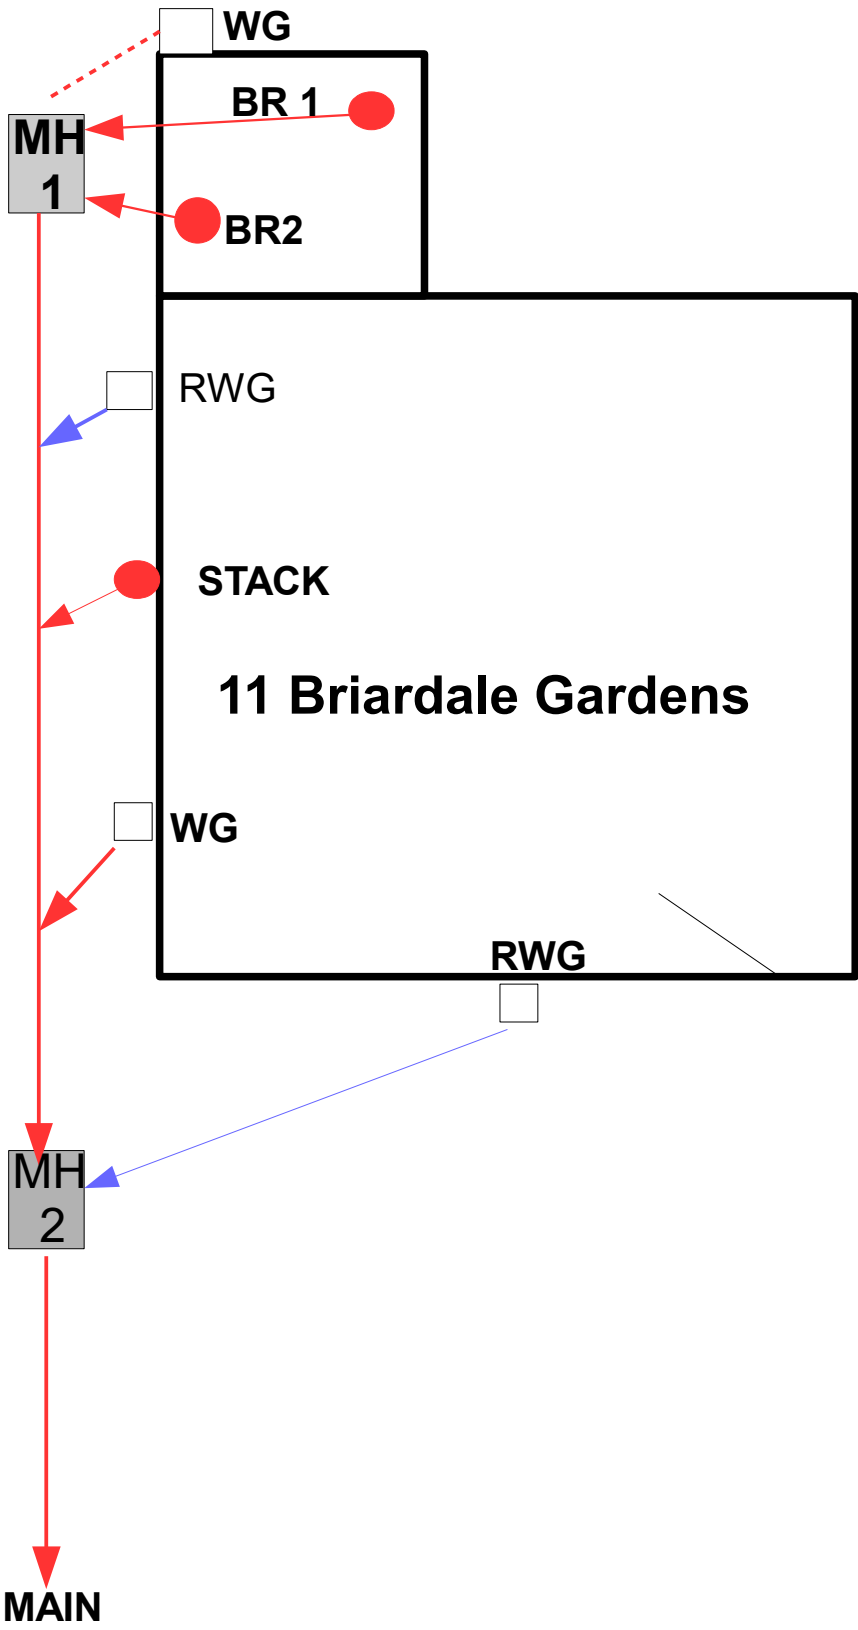 WG
BR 1
MH
1
BR2
RWG
STACK
11 Briardale Gardens
WG
RWG
MH
2
MAIN